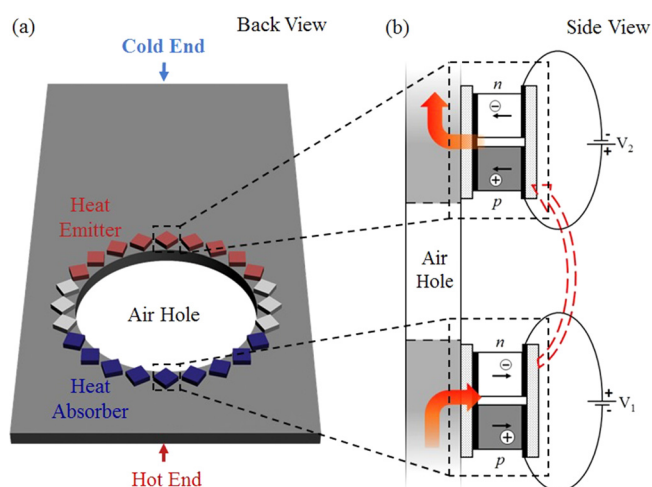 (a)
Back View
Cold End
Heat
Emitter
Air Hole
Heat
Absorber
Hot End
(b)
Side View
n
−
+
p
-
+
V2
Air
Hole
n
−
+
p
+
-
V1